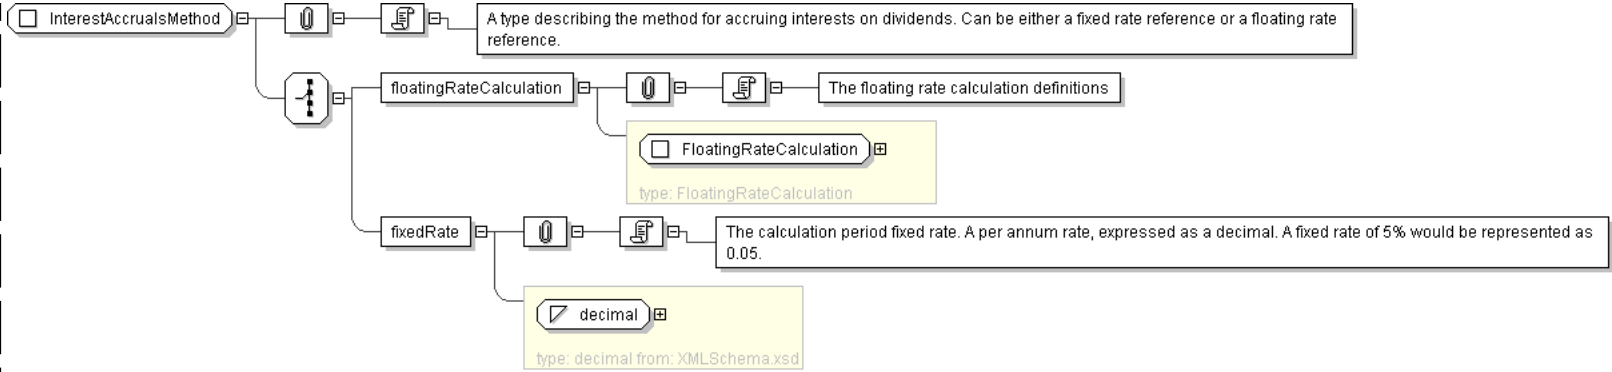 InterestAccrualsMethod
A type describing the method for accruing interests on dividends. Can be either a fixed rate reference or a floating rate
reference.
floatingRateCalculation
The floating rate calculation definitions
FloatingRateCalculation
type: FloatingRateCalculation
fixedRate
The calculation period fixed rate. A per annum rate, expressed as a decimal. A fixed rate of 5% would be represented as
0.05.
decimal
type: decimal from: XMLSchema.xsd